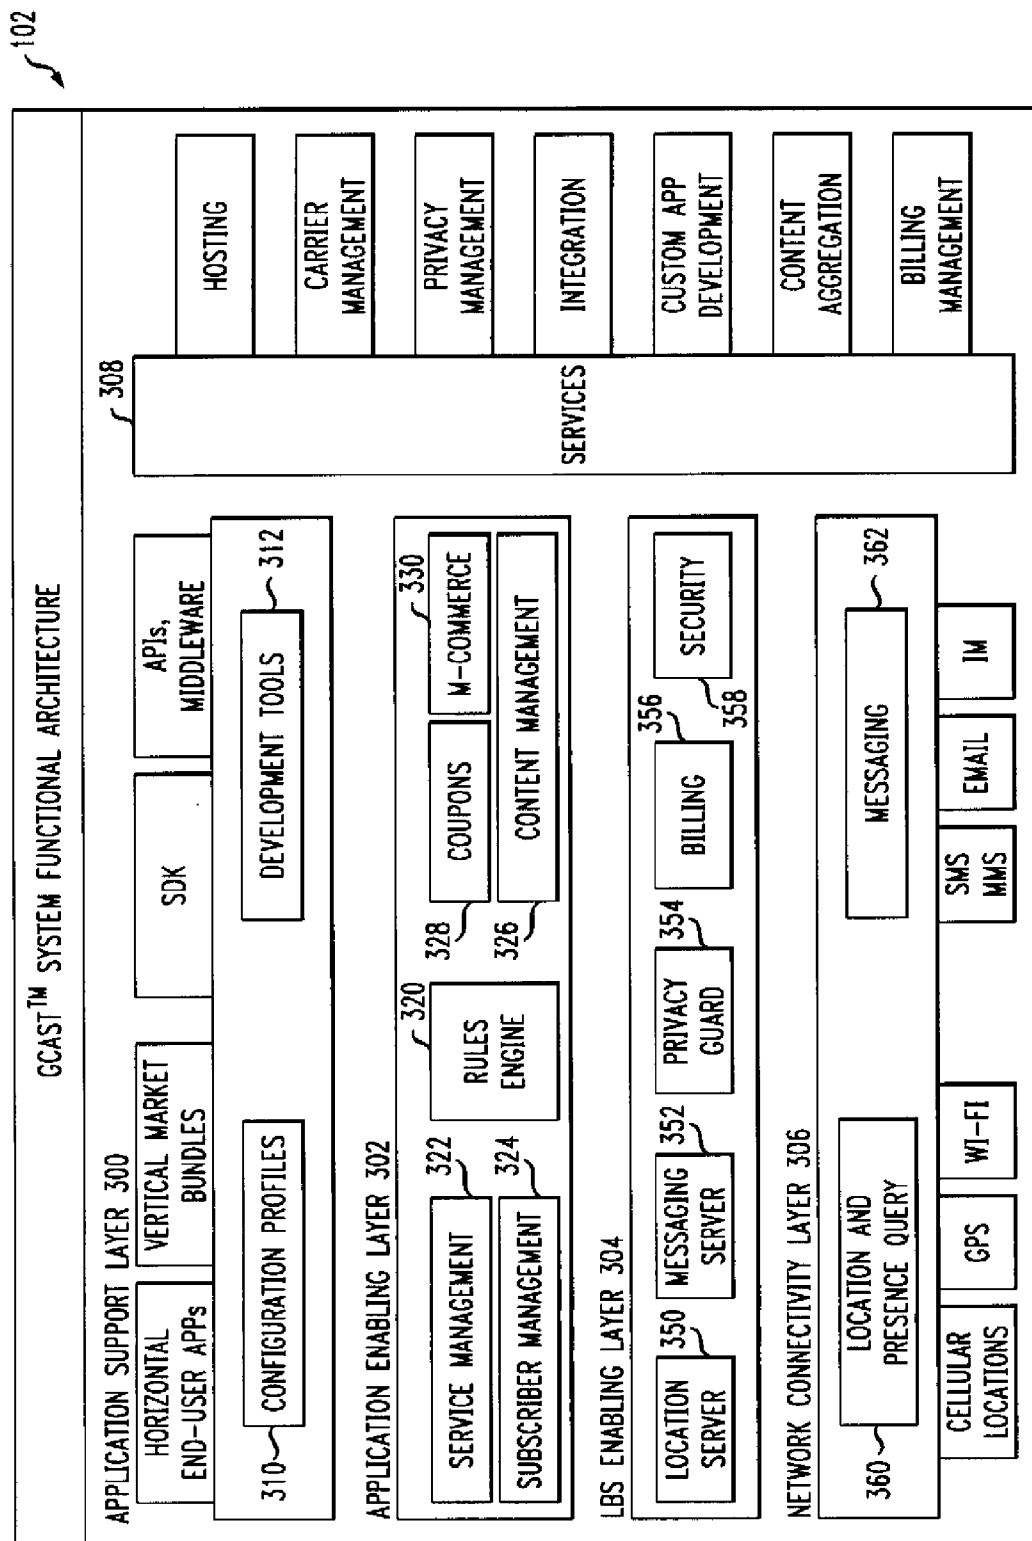 102
GCAST™ SYSTEM FUNCTIONAL ARCHITECTURE
APPLICATION SUPPORT LAYER 300
HORIZONTAL
END-USER APPs
VERTICAL MARKET
BUNDLES
SDK
APIs,
MIDDLEWARE
310
CONFIGURATION PROFILES
DEVELOPMENT TOOLS
312
APPLICATION ENABLING LAYER 302
SERVICE MANAGEMENT
322
SUBSCRIBER MANAGEMENT
324
320
RULES
ENGINE
328
COUPONS
330
M-COMMERCE
326
CONTENT MANAGEMENT
LBS ENABLING LAYER 304
LOCATION
SERVER
350
MESSAGING
SERVER
352
PRIVACY
GUARD
354
BILLING
356
SECURITY
358
NETWORK CONNECTIVITY LAYER 306
360
LOCATION AND
PRESENCE QUERY
MESSAGING
362
CELLULAR
LOCATIONS
GPS
WI-FI
SMS
MMS
EMAIL
IM
308
SERVICES
HOSTING
CARRIER
MANAGEMENT
PRIVACY
MANAGEMENT
INTEGRATION
CUSTOM APP
DEVELOPMENT
CONTENT
AGGREGATION
BILLING
MANAGEMENT